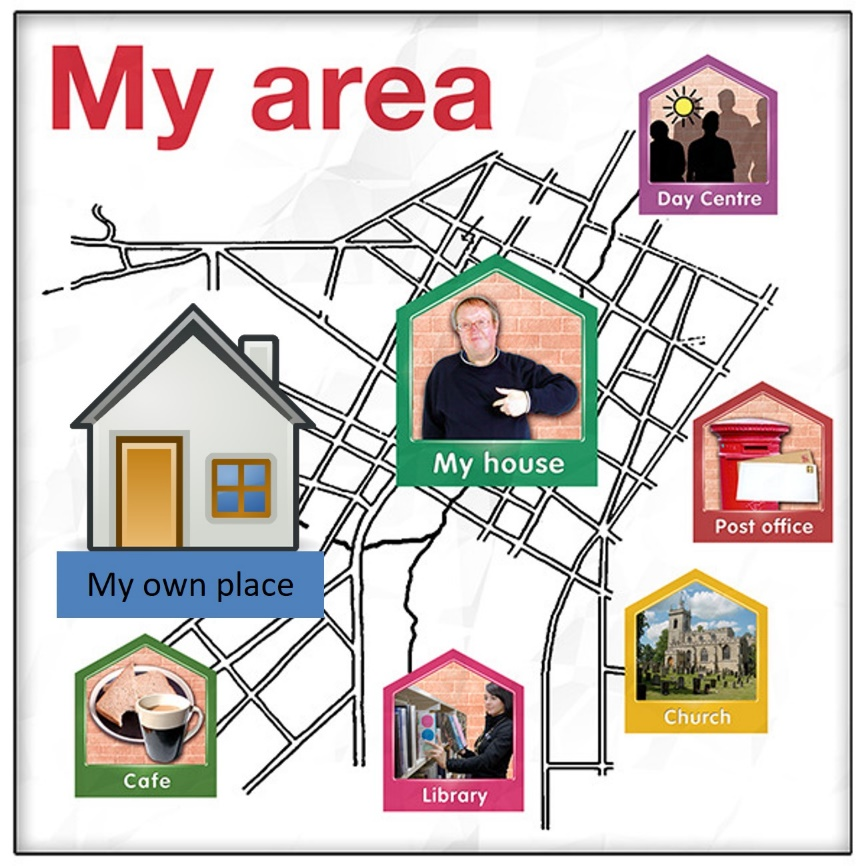 My area
Day Centre
My house
Post office
My own place
Church
Cafe
Library